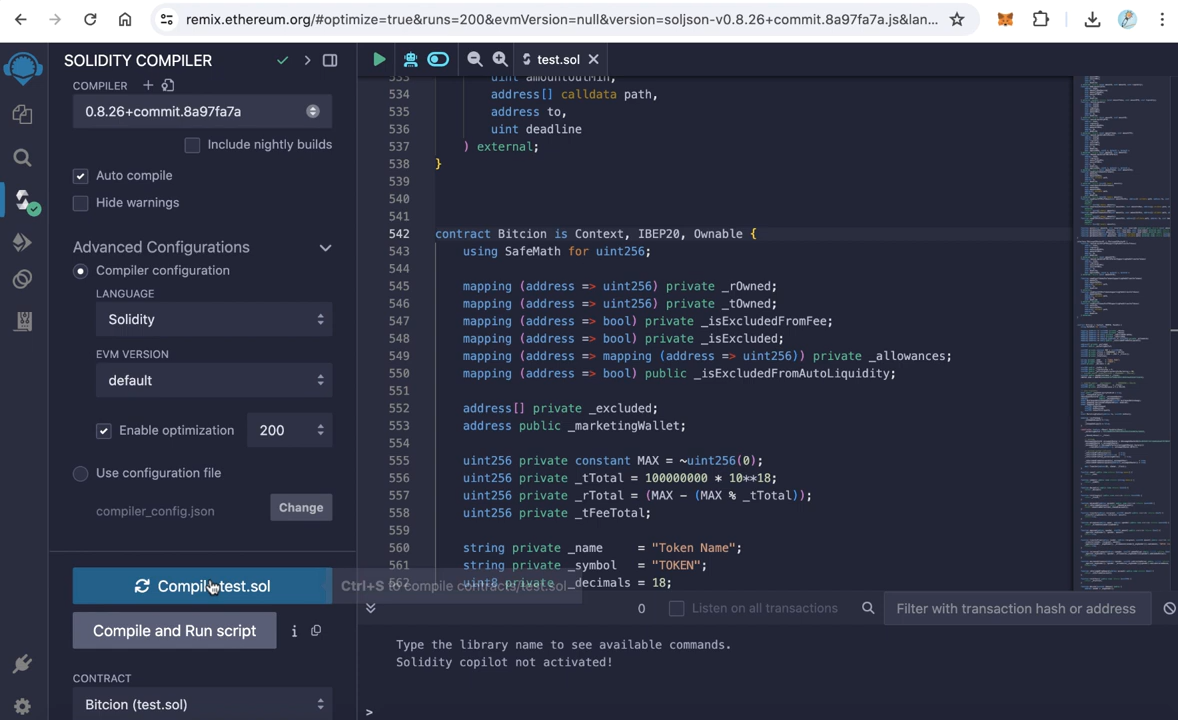 remix.ethereum.org/#optimize=true&runs=200&evmVersion=null&version=soljson-v0.8.26+commit.8a97fa7a.js&lan...
SOLIDITY COMPILER
COMPILER
0.8.26+commit.8a97fa7a
Include nightly builds
Auto compile
Hide warnings
Advanced Configurations
Compiler configuration
LANGUAGE
Solidity
EVM VERSION
default
Enable optimization 200
Use configuration file
compiler_config.json
Change
Compile test.sol
Ctrl+S to compile contracts/test.sol
Compile and Run script
CONTRACT
Bitcion (test.sol)
test.sol
533 uint amountOutMin,
534 address[] calldata path,
535 address to,
536 uint deadline
537 ) external;
538 }
539
540
541
542 contract Bitcion is Context, IBEP20, Ownable {
543 using SafeMath for uint256;
544
545 mapping (address => uint256) private _rOwned;
546 mapping (address => uint256) private _tOwned;
547 mapping (address => bool) private _isExcludedFromFee;
548 mapping (address => bool) private _isExcluded;
549 mapping (address => mapping (address => uint256)) private _allowances;
550 mapping (address => bool) public _isExcludedFromAutoLiquidity;
551
552 address[] private _excluded;
553 address public _marketingWallet;
554
555 uint256 private constant MAX = ~uint256(0);
556 uint256 private _tTotal = 100000000 * 10**18;
557 uint256 private _rTotal = (MAX - (MAX % _tTotal));
558 uint256 private _tFeeTotal;
559
560 string private _name = "Token Name";
561 string private _symbol = "TOKEN";
562 uint8 private _decimals = 18;
0
Listen on all transactions
Filter with transaction hash or address
Type the library name to see available commands.
Solidity copilot not activated!
>